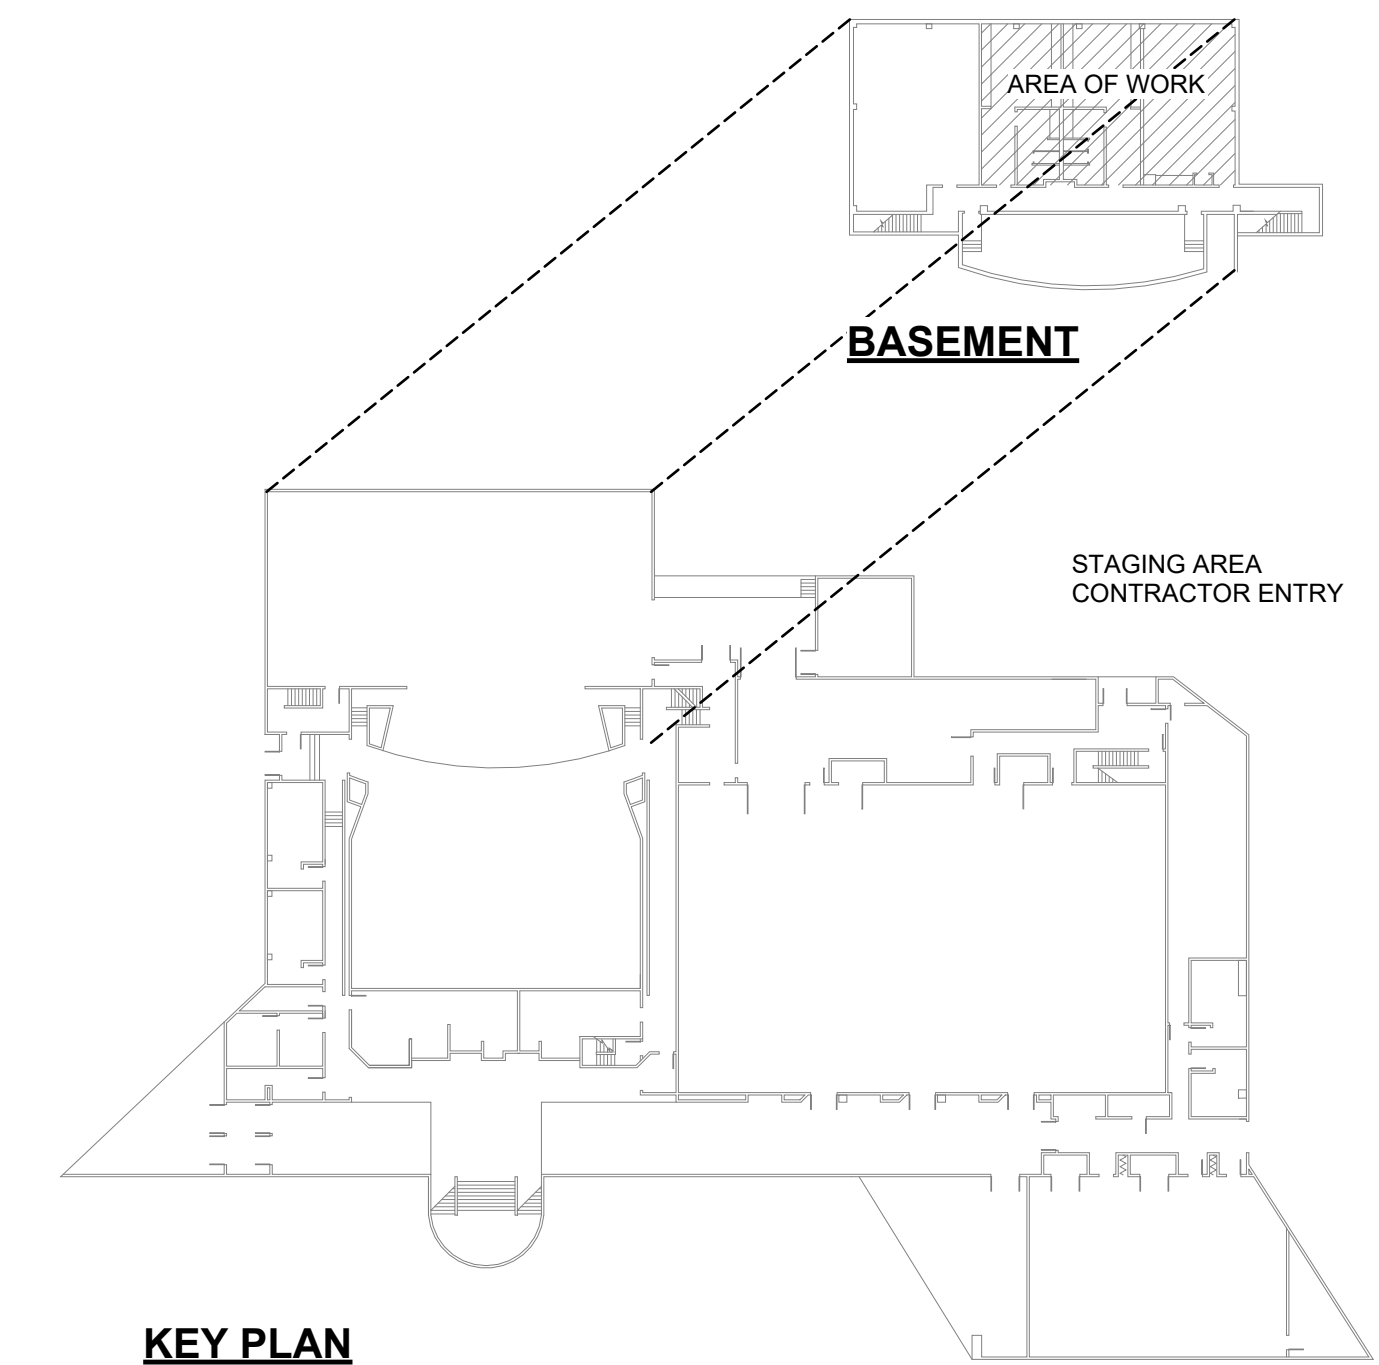 AREA OF WORK
BASEMENT
STAGING AREA
CONTRACTOR ENTRY
KEY PLAN